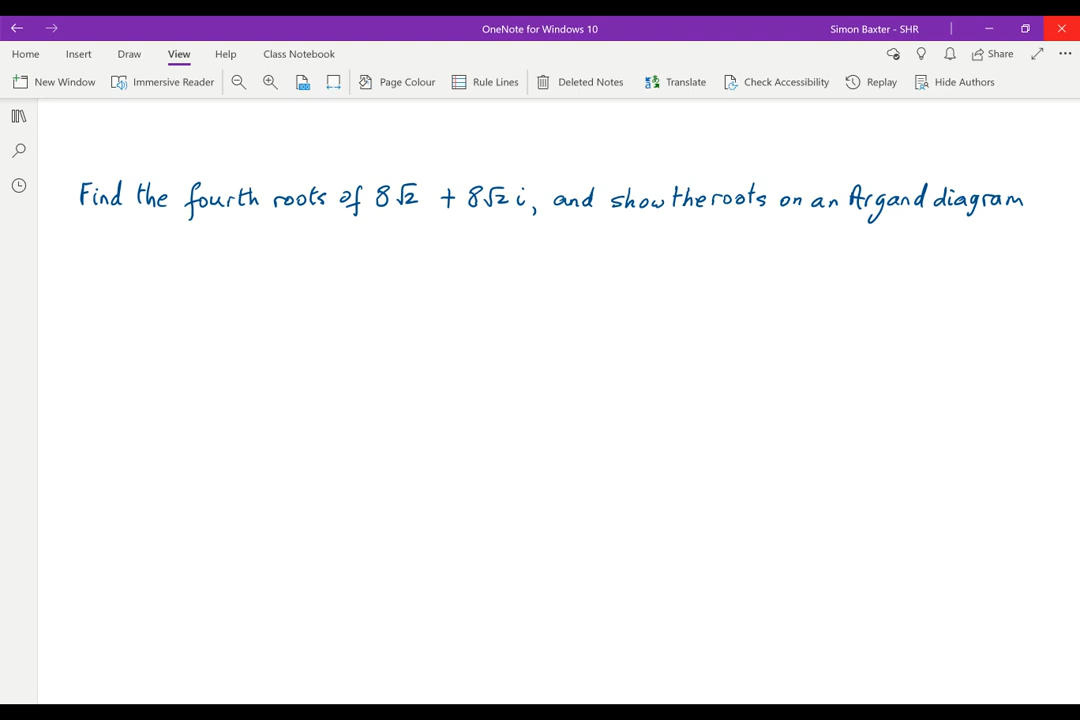 OneNote for Windows 10
Simon Baxter - SHR
Home Insert Draw View Help Class Notebook
Share
New Window Immersive Reader Page Colour Rule Lines Deleted Notes Translate Check Accessibility Replay Hide Authors
Find the fourth roots of 8√2 + 8√2 i, and show the roots on an Argand diagram